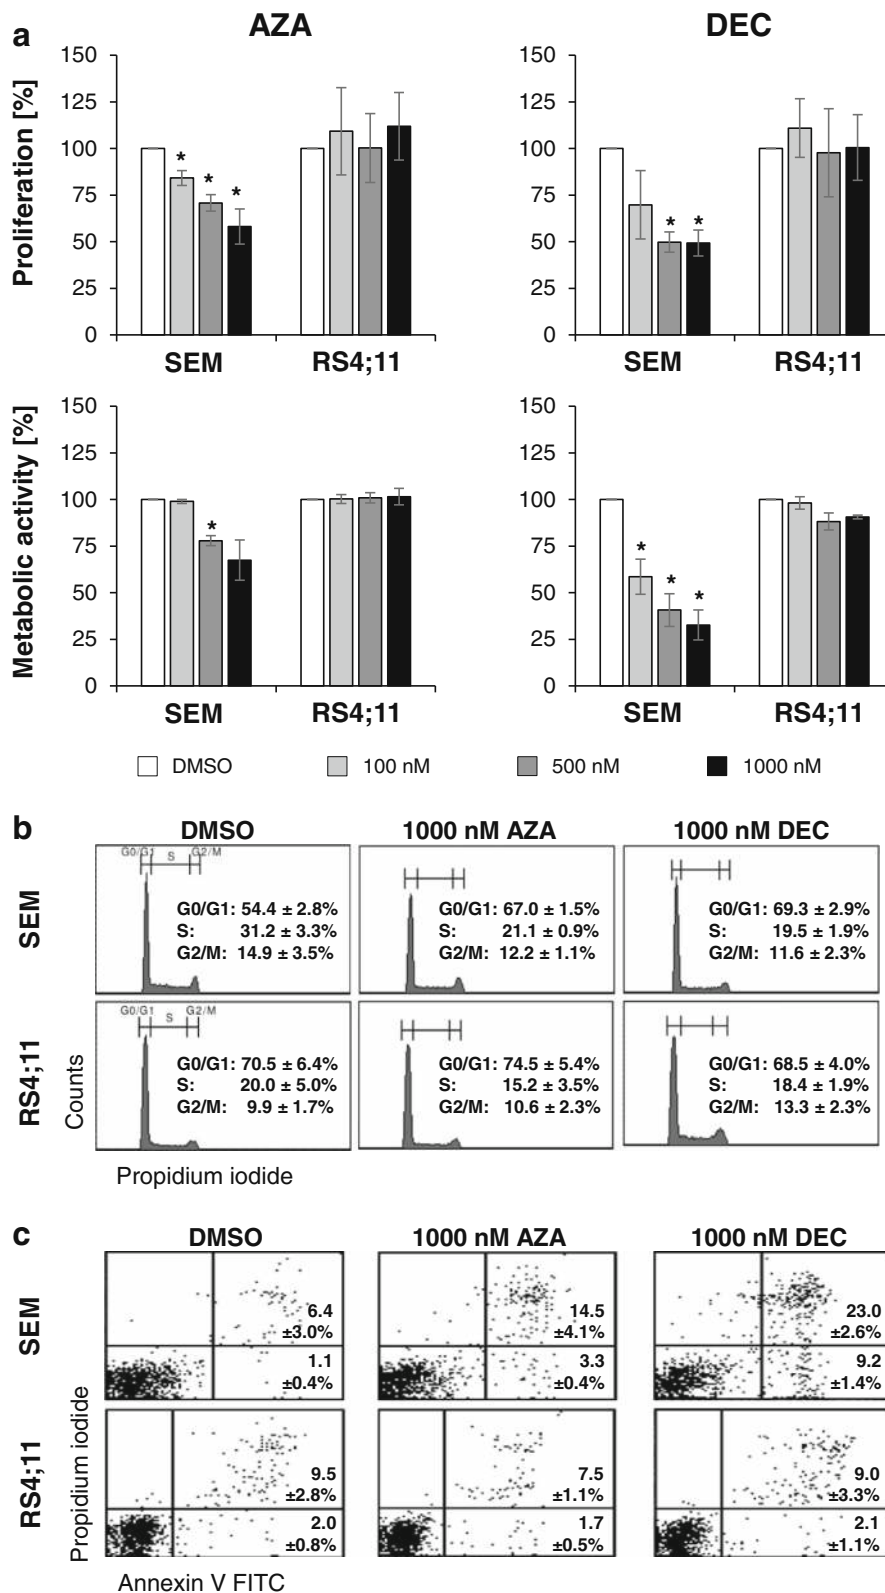 a
AZA DEC
Proliferation [%]
150 150
125 125
100 100
75 75
50 50
25 25
0 0
* * * * *
SEM RS4;11 SEM RS4;11
Metabolic activity [%]
150 150
125 125
100 100
75 75
50 50
25 25
0 0
* * * *
SEM RS4;11 SEM RS4;11
DMSO 100 nM 500 nM 1000 nM
b
DMSO 1000 nM AZA 1000 nM DEC
SEM
G0/G1 S G2/M
G0/G1: 54.4 ± 2.8% G0/G1: 67.0 ± 1.5% G0/G1: 69.3 ± 2.9%
S: 31.2 ± 3.3% S: 21.1 ± 0.9% S: 19.5 ± 1.9%
G2/M: 14.9 ± 3.5% G2/M: 12.2 ± 1.1% G2/M: 11.6 ± 2.3%
RS4;11
Counts
G0/G1 S G2/M
G0/G1: 70.5 ± 6.4% G0/G1: 74.5 ± 5.4% G0/G1: 68.5 ± 4.0%
S: 20.0 ± 5.0% S: 15.2 ± 3.5% S: 18.4 ± 1.9%
G2/M: 9.9 ± 1.7% G2/M: 10.6 ± 2.3% G2/M: 13.3 ± 2.3%
Propidium iodide
c
DMSO 1000 nM AZA 1000 nM DEC
SEM
6.4 14.5 23.0
±3.0% ±4.1% ±2.6%
1.1 3.3 9.2
±0.4% ±0.4% ±1.4%
RS4;11
Propidium iodide
9.5 7.5 9.0
±2.8% ±1.1% ±3.3%
2.0 1.7 2.1
±0.8% ±0.5% ±1.1%
Annexin V FITC